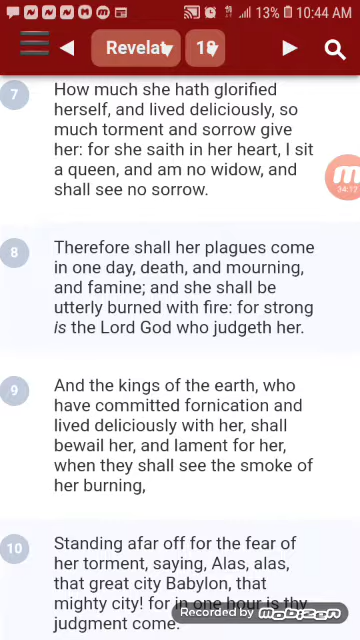 13% 10:44 AM
Revelat 18
7 How much she hath glorified
herself, and lived deliciously, so
much torment and sorrow give
her: for she saith in her heart, I sit
a queen, and am no widow, and
shall see no sorrow.
34:12
8 Therefore shall her plagues come
in one day, death, and mourning,
and famine; and she shall be
utterly burned with fire: for strong
is the Lord God who judgeth her.
9 And the kings of the earth, who
have committed fornication and
lived deliciously with her, shall
bewail her, and lament for her,
when they shall see the smoke of
her burning,
10 Standing afar off for the fear of
her torment, saying, Alas, alas,
that great city Babylon, that
mighty city! for in one hour is thy
judgment come.
Recorded by mobizen